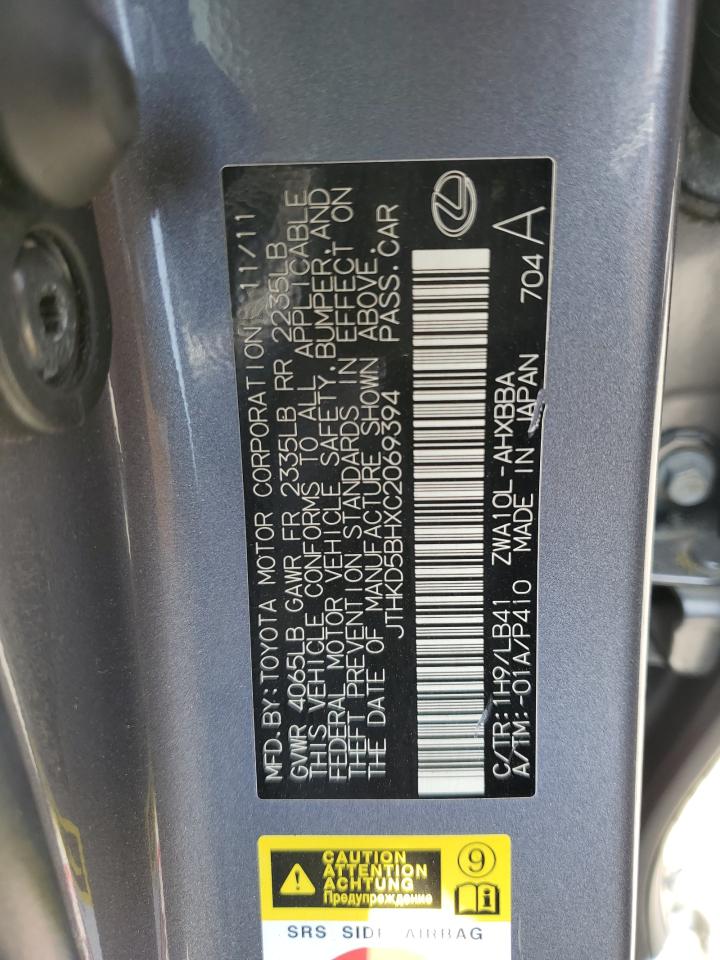 MFD. BY: TOYOTA MOTOR CORPORATION 11/11
GVWR 4065LB GAWR FR 2335LB RR 2235LB
THIS VEHICLE CONFORMS TO ALL APPLICABLE
FEDERAL MOTOR VEHICLE SAFETY, BUMPER, AND
THEFT PREVENTION STANDARDS IN EFFECT ON
THE DATE OF MANUFACTURE SHOWN ABOVE.
JTHKD5BHXC2069394 PASS. CAR
C/TR: 1H9/LB41 ZWA10L-AHXBBA
A/TM: -01A/P410 MADE IN JAPAN 704 A
CAUTION
ATTENTION
ACHTUNG
Предупреждение
9
i
SRS SIDE AIRBAG